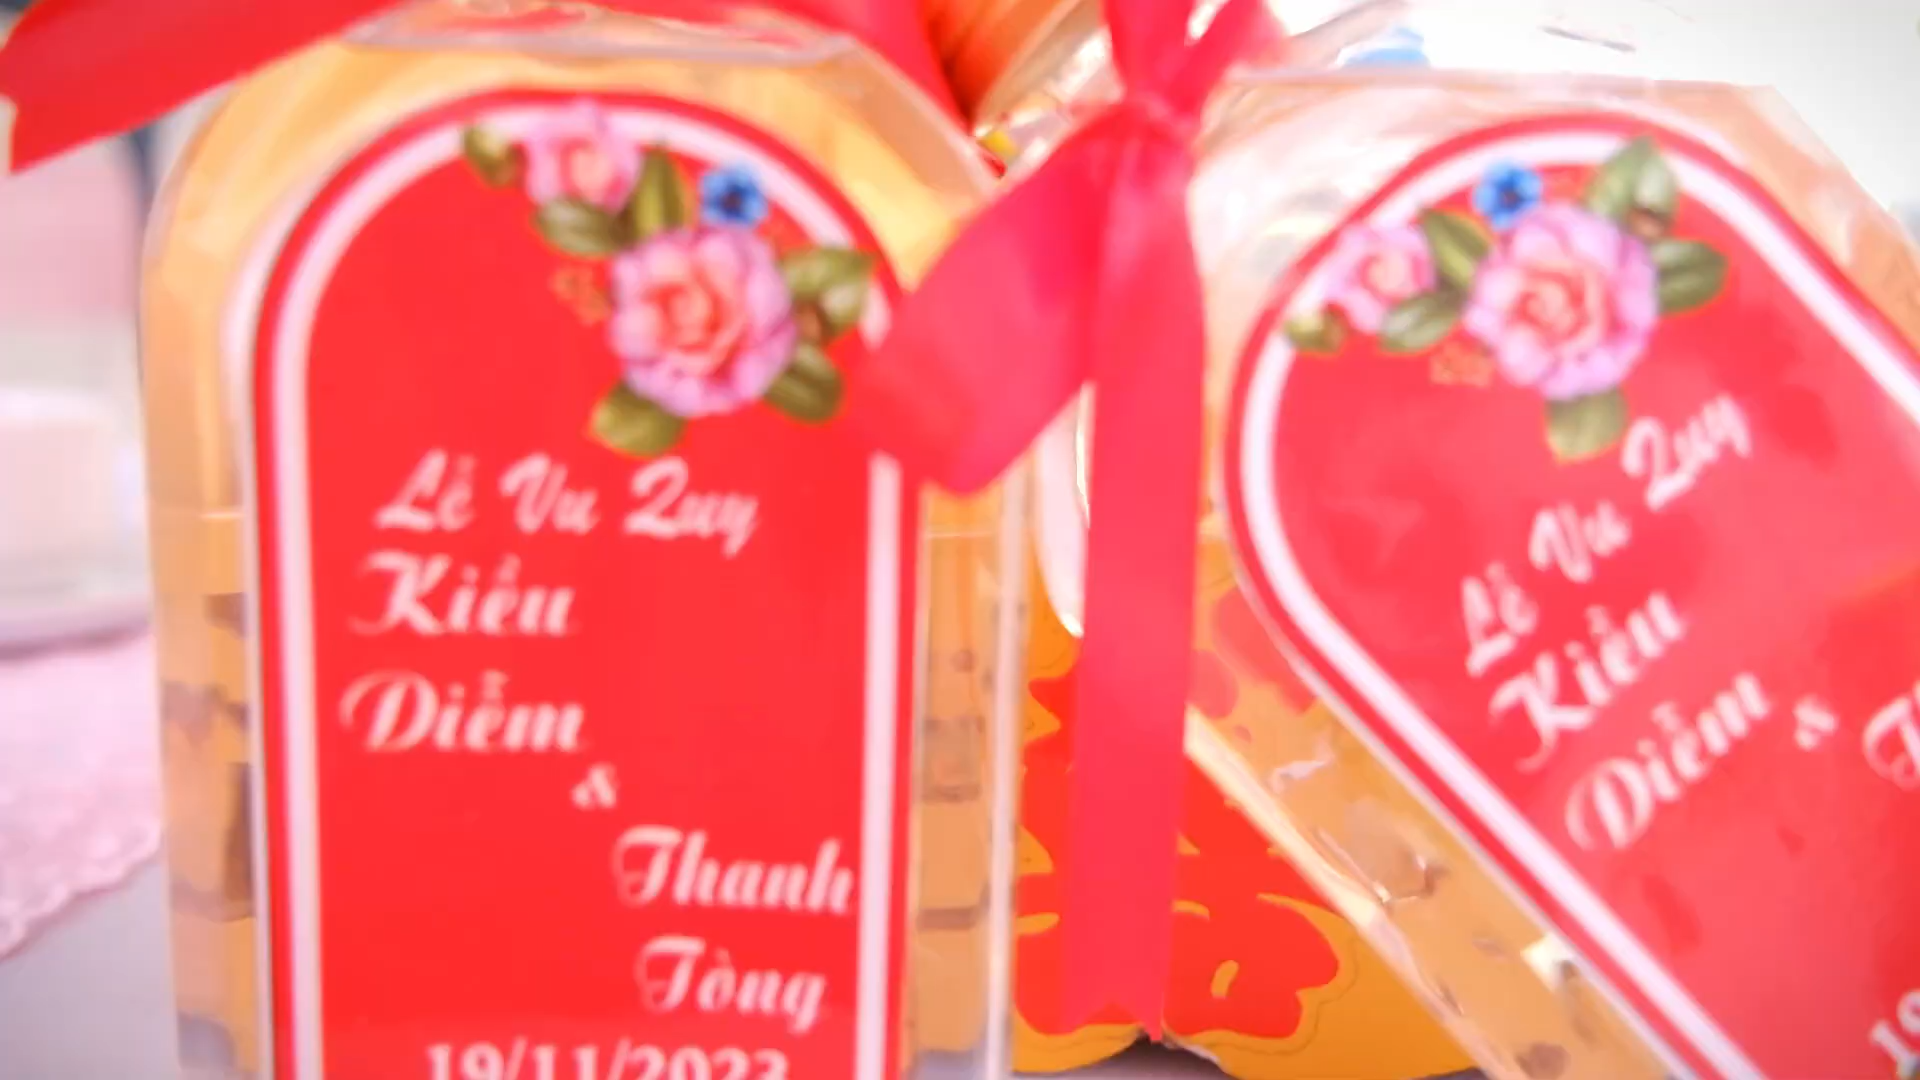 Lễ Vu Quy
Kiều
Diễm
&
Thanh
Tòng
19/11/2023
Lễ Vu Quy
Kiều
Diễm
&